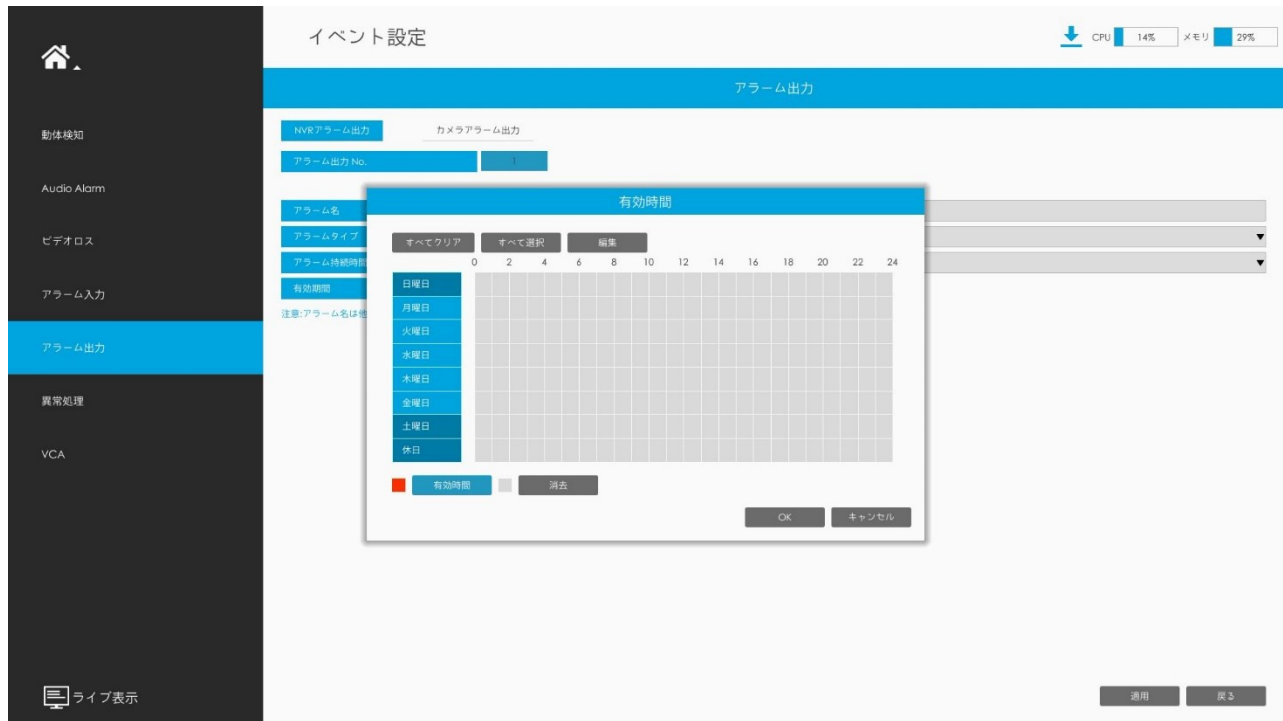 イベント設定
CPU 14% メモリ 29%
アラーム出力
動体検知
Audio Alarm
ビデオロス
アラーム入力
アラーム出力
異常処理
VCA
ライブ表示
NVRアラーム出力 カメラアラーム出力
アラーム出力 No. 1
アラーム名
アラームタイプ
アラーム持続時間
有効期間
注意:アラーム名は他
有効時間
すべてクリア すべて選択 編集
0 2 4 6 8 10 12 14 16 18 20 22 24
日曜日
月曜日
火曜日
水曜日
木曜日
金曜日
土曜日
休日
有効時間 消去
OK キャンセル
適用 戻る